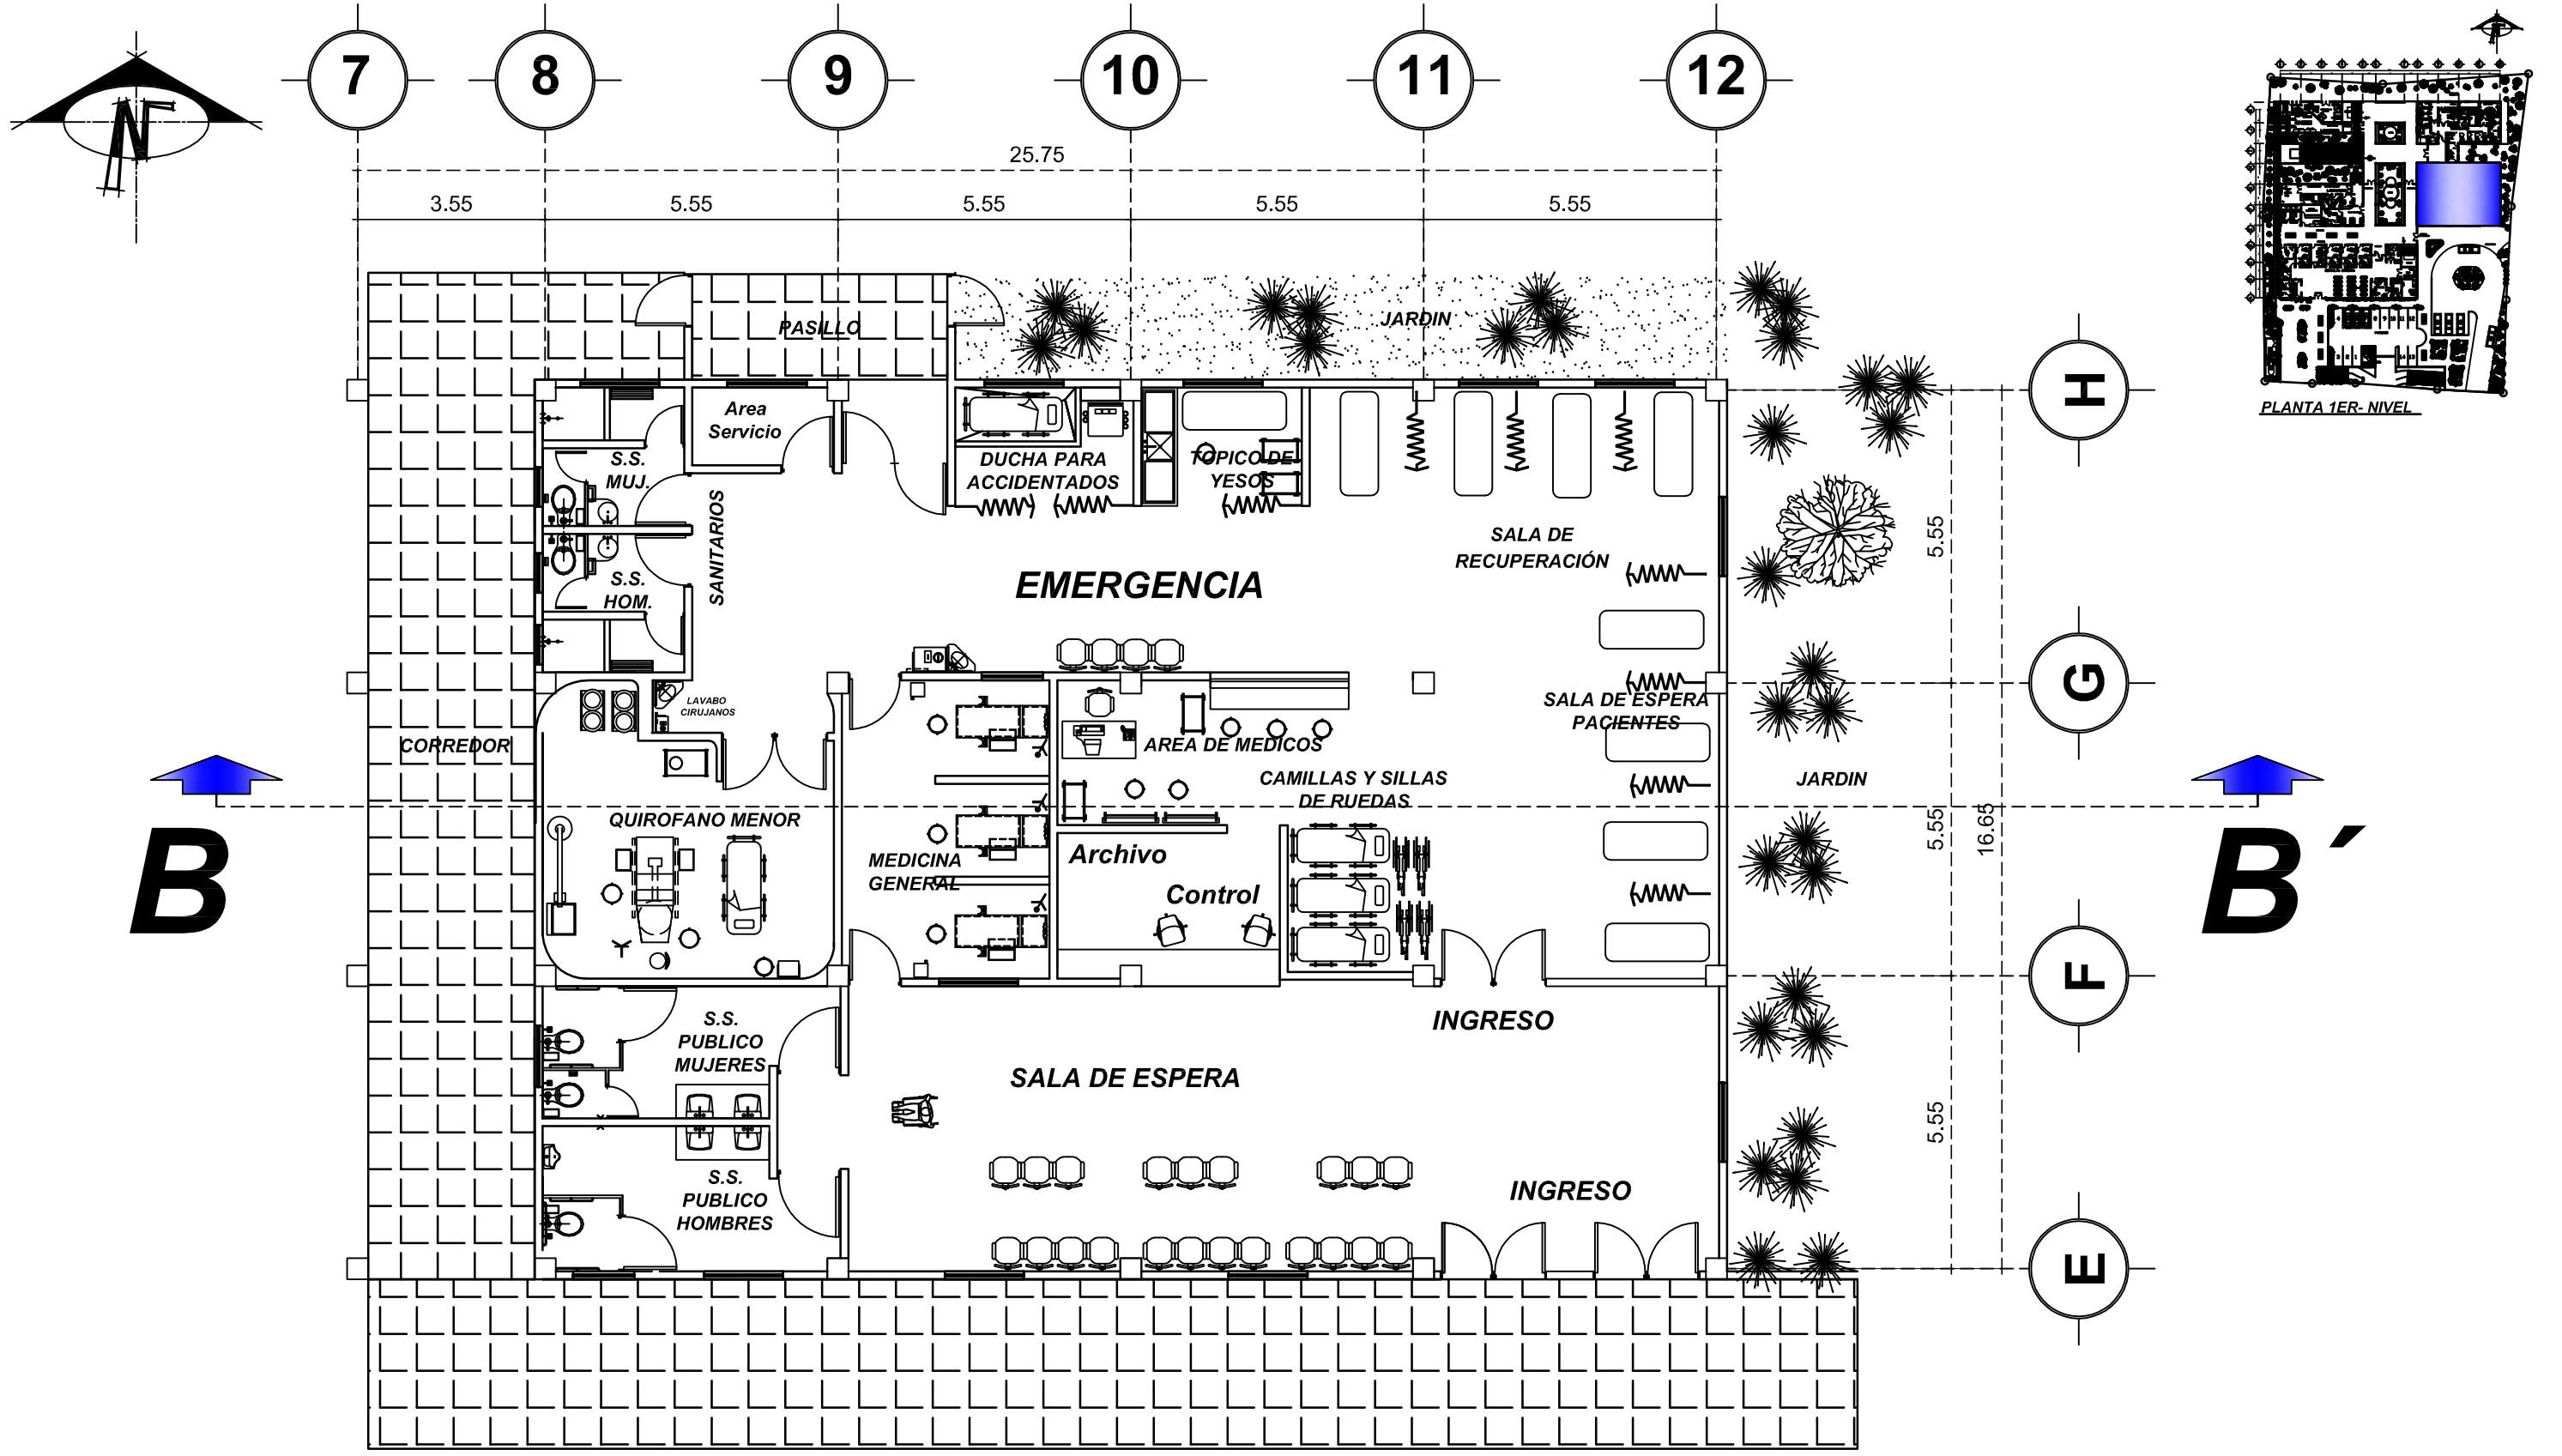 N
7
8
9
10
11
12
25.75
3.55
5.55
5.55
5.55
5.55
PLANTA 1ER- NIVEL
PASILLO
JARDIN
H
Area
Servicio
S.S.
MUJ.
DUCHA PARA
ACCIDENTADOS
TOPICO DE
YESOS
SANITARIOS
SALA DE
RECUPERACIÓN
5.55
EMERGENCIA
S.S.
HOM.
LAVABO
CIRUJANOS
SALA DE ESPERA
PACIENTES
G
CORREDOR
AREA DE MEDICOS
CAMILLAS Y SILLAS
DE RUEDAS
JARDIN
B
B´
QUIROFANO MENOR
5.55
16.65
MEDICINA
GENERAL
Archivo
Control
F
S.S.
PUBLICO
MUJERES
INGRESO
SALA DE ESPERA
5.55
S.S.
PUBLICO
HOMBRES
INGRESO
E